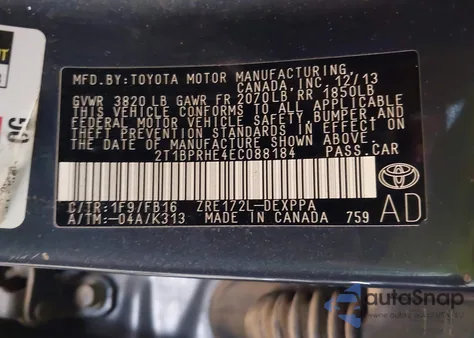 MFD.BY:TOYOTA MOTOR MANUFACTURING,
CANADA,INC. 12/13
GVWR 3820LB GAWR FR 2070LB RR 1850LB
THIS VEHICLE CONFORMS TO ALL APPLICABLE
FEDERAL MOTOR VEHICLE SAFETY, BUMPER, AND
THEFT PREVENTION STANDARDS IN EFFECT ON
THE DATE OF MANUFACTURE SHOWN ABOVE.
2T1BPRHE4EC088184 PASS.CAR
C/TR:1F9/FB16 ZRE172L-DEXPPA
A/TM:-04A/K313 MADE IN CANADA 759
AD
50
autoSnap